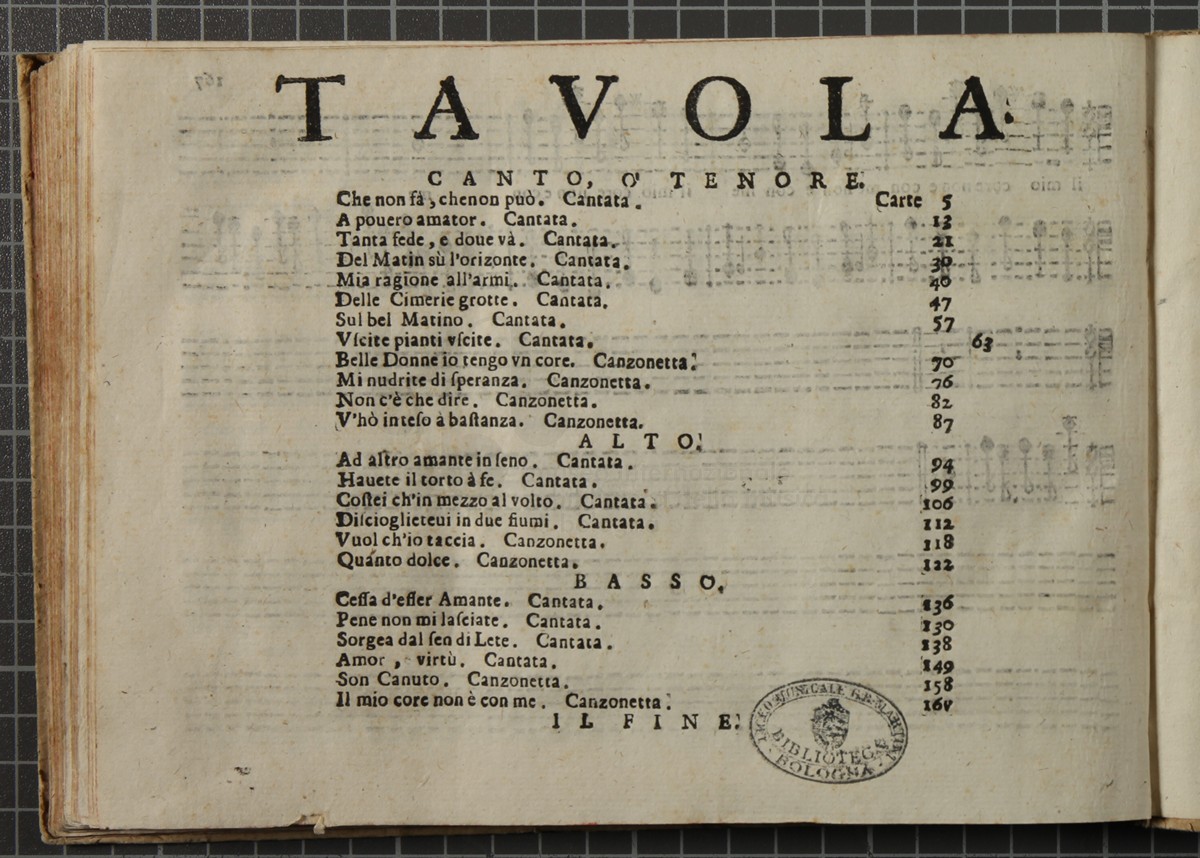 TAVOLA.
CANTO, O' TENORE.
Che non fà, chenon può. Cantata. Carte 5
A pouero amator. Cantata. 13
Tanta fede, e doue và. Cantata. 21
Del Matin sù l'orizonte. Cantata. 30
Mia ragione all'armi. Cantata. 40
Delle Cimerie grotte. Cantata. 47
Sul bel Matino. Cantata. 57
Vſcite pianti vſcite. Cantata. 63
Belle Donne io tengo vn core. Canzonetta. 70
Mi nudrite di ſperanza. Canzonetta. 76
Non c'è che dire. Canzonetta. 82
V'hò inteſo à baſtanza. Canzonetta. 87
ALTO.
Ad altro amante in ſeno. Cantata. 94
Hauete il torto à fe. Cantata. 99
Coſtei ch'in mezzo al volto. Cantata. 106
Diſcioglieteui in due fiumi. Cantata. 112
Vuol ch'io taccia. Canzonetta. 118
Quànto dolce. Canzonetta. 122
BASSO.
Ceſſa d'eſſer Amante. Cantata. 136
Pene non mi laſciate. Cantata. 130
Sorgea dal ſen di Lete. Cantata. 138
Amor, virtù. Cantata. 149
Son Canuto. Canzonetta. 158
Il mio core non è con me. Canzonetta.
IL FINE.
LICEO MUSICALE G.B. MARTINI
BIBLIOTECA
BOLOGNA